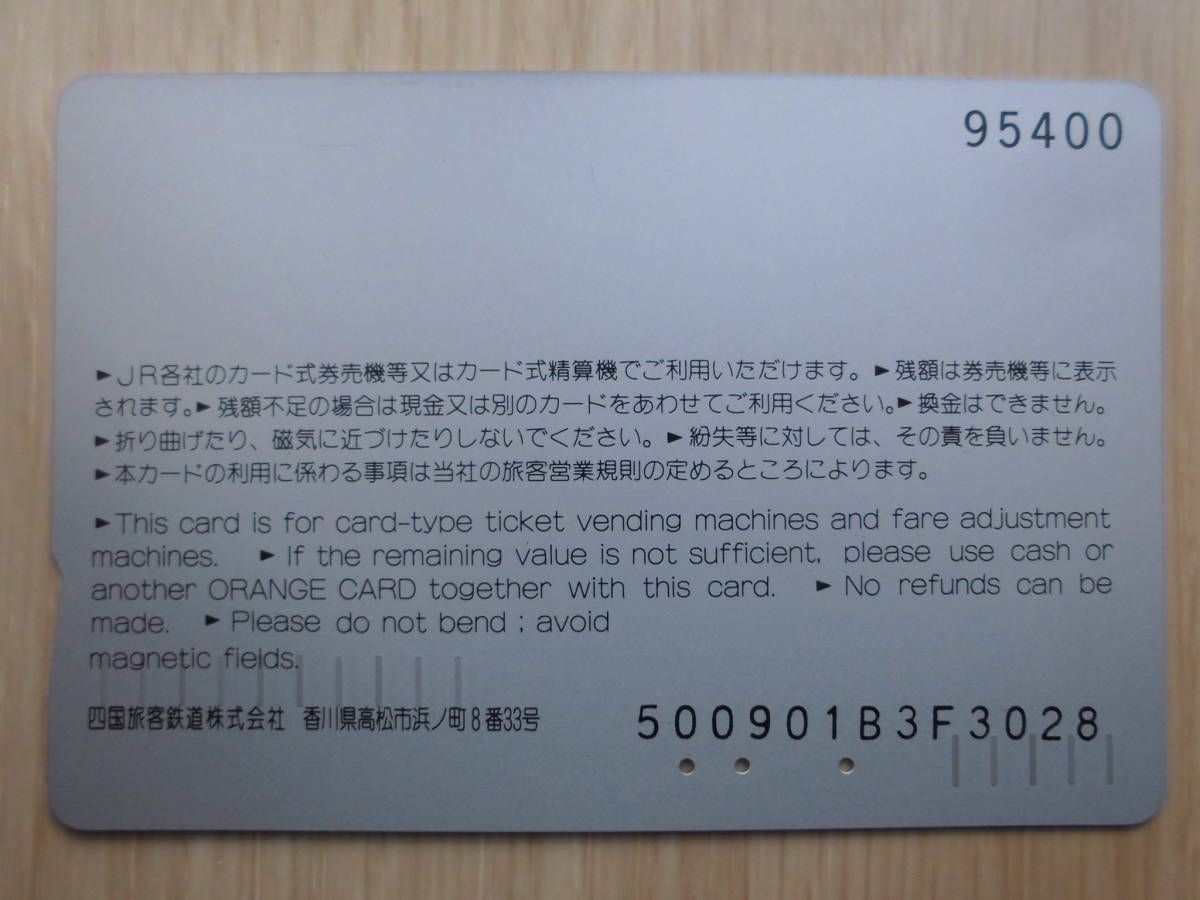 95400
►JR各社のカード式券売機等又はカード式精算機でご利用いただけます。►残額は券売機等に表示
されます。►残額不足の場合は現金又は別のカードをあわせてご利用ください。►換金はできません。
►折り曲げたり、磁気に近づけたりしないでください。►紛失等に対しては、その責を負いません。
►本カードの利用に係わる事項は当社の旅客営業規則の定めるところによります。
►This card is for card-type ticket vending machines and fare adjustment
machines. ►If the remaining value is not sufficient, please use cash or
another ORANGE CARD together with this card. ►No refunds can be
made. ►Please do not bend ; avoid
magnetic fields.
四国旅客鉄道株式会社 香川県高松市浜ノ町8番33号
500901B3F3028